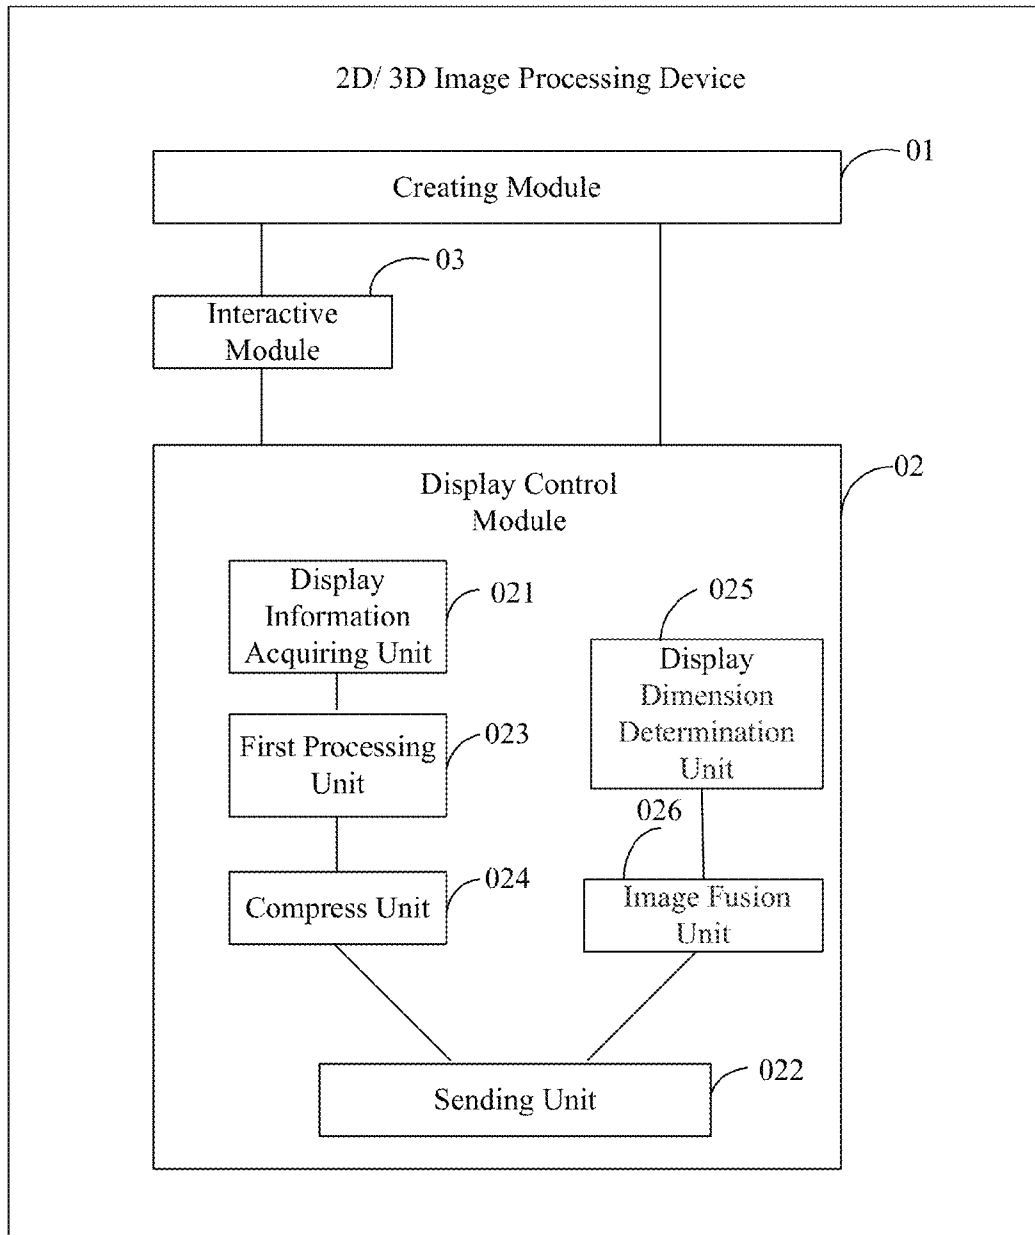 2D/ 3D Image Processing Device
01
Creating Module
03
Interactive
Module
02
Display Control
Module
Display
Information
Acquiring Unit
021
025
Display
Dimension
Determination
Unit
First Processing
Unit
023
026
Compress Unit
024
Image Fusion
Unit
Sending Unit
022